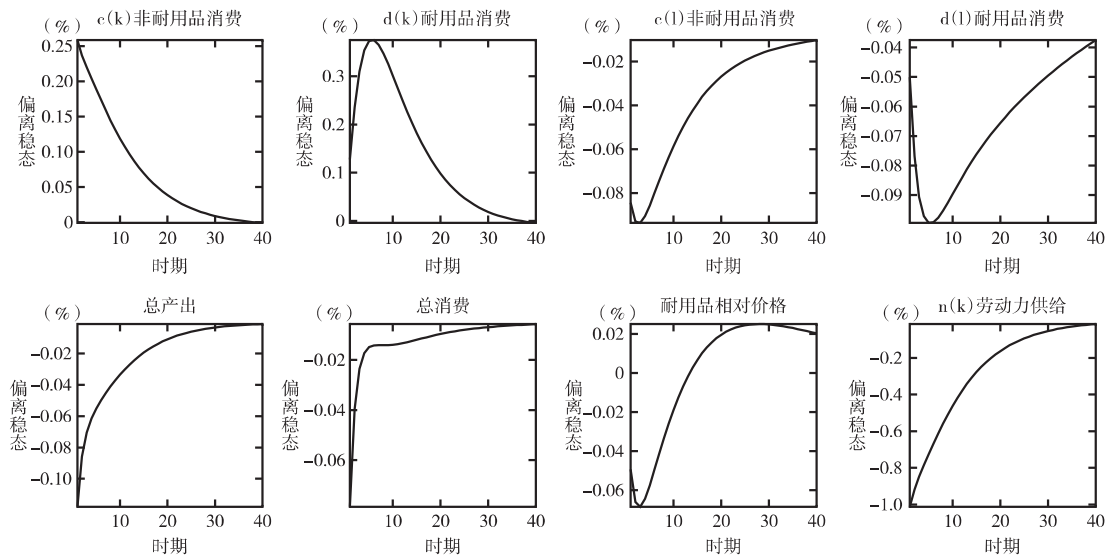 c(k)非耐用品消费
(%)
0.25
0.20
0.15
0.10
0.05
0
偏离稳态
10 20 30 40
时期
d(k)耐用品消费
(%)
0.3
0.2
0.1
0
偏离稳态
10 20 30 40
时期
c(l)非耐用品消费
(%)
−0.02
−0.04
−0.06
−0.08
偏离稳态
10 20 30 40
时期
d(l)耐用品消费
(%)
−0.04
−0.05
−0.06
−0.07
−0.08
−0.09
偏离稳态
10 20 30 40
时期
总产出
(%)
−0.02
−0.04
−0.06
−0.08
−0.10
偏离稳态
10 20 30 40
时期
总消费
(%)
−0.02
−0.04
−0.06
偏离稳态
10 20 30 40
时期
耐用品相对价格
(%)
0.02
0
−0.02
−0.04
−0.06
偏离稳态
10 20 30 40
时期
n(k)劳动力供给
(%)
−0.2
−0.4
−0.6
−0.8
−1.0
偏离稳态
10 20 30 40
时期